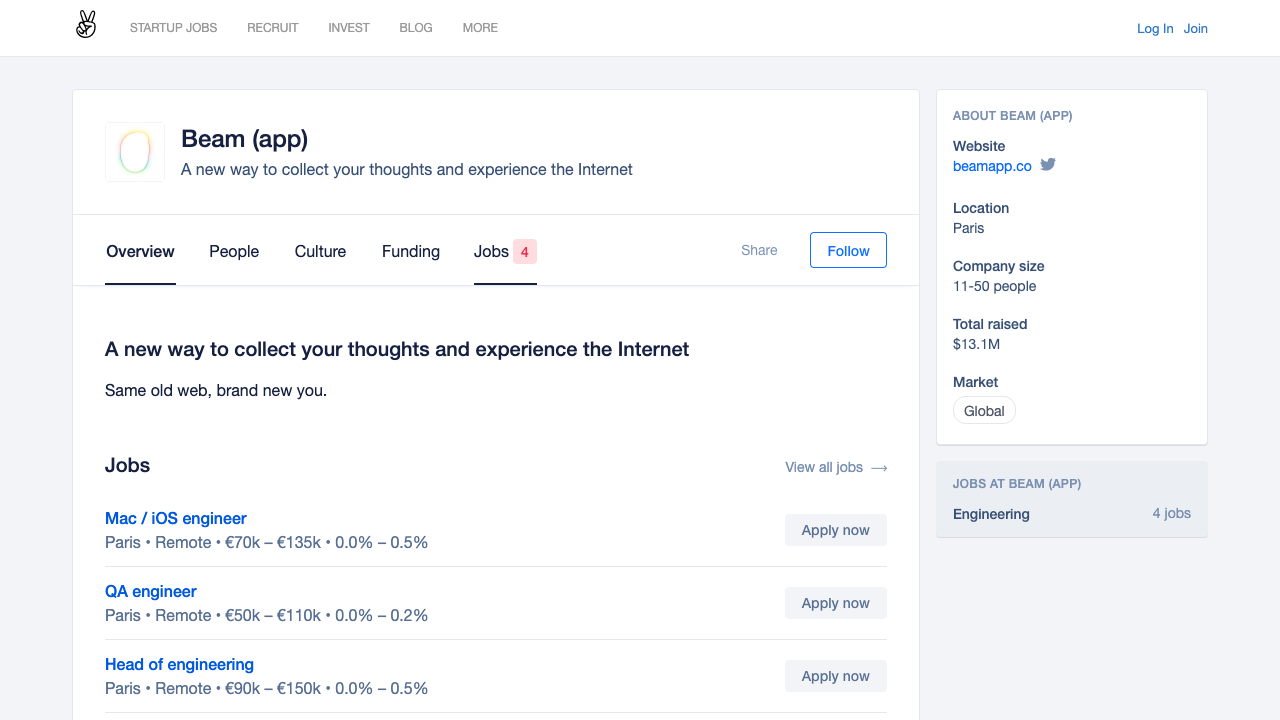 STARTUP JOBS RECRUIT INVEST BLOG MORE Log In Join
Beam (app)
A new way to collect your thoughts and experience the Internet
Overview People Culture Funding Jobs 4 Share Follow
A new way to collect your thoughts and experience the Internet
Same old web, brand new you.
Jobs View all jobs →
Mac / iOS engineer
Paris • Remote • €70k – €135k • 0.0% – 0.5%
Apply now
QA engineer
Paris • Remote • €50k – €110k • 0.0% – 0.2%
Apply now
Head of engineering
Paris • Remote • €90k – €150k • 0.0% – 0.5%
Apply now
ABOUT BEAM (APP)
Website
beamapp.co
Location
Paris
Company size
11-50 people
Total raised
$13.1M
Market
Global
JOBS AT BEAM (APP)
Engineering 4 jobs